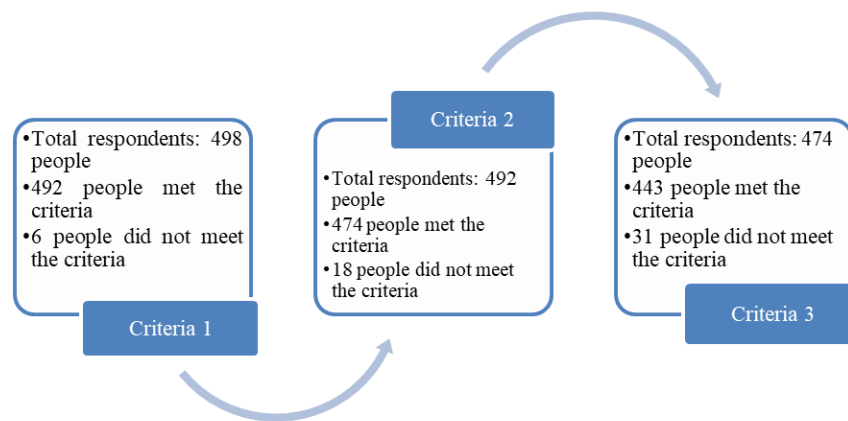 •Total respondents: 498
people
•492 people met the
criteria
•6 people did not meet
the criteria
Criteria 1
Criteria 2
•Total respondents: 492
people
•474 people met the
criteria
•18 people did not meet
the criteria
•Total respondents: 474
people
•443 people met the
criteria
•31 people did not meet
the criteria
Criteria 3